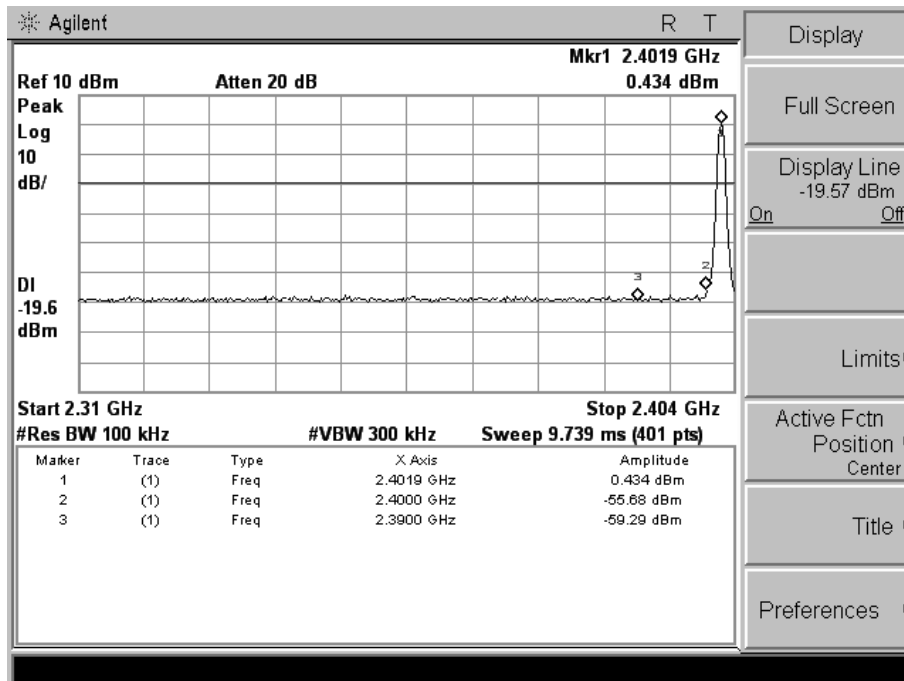 Agilent
R T
Mkr1 2.4019 GHz
Ref 10 dBm
Atten 20 dB
0.434 dBm
Peak
Log
10
dB/
DI
-19.6
dBm
1
2
3
Start 2.31 GHz
Stop 2.404 GHz
#Res BW 100 kHz
#VBW 300 kHz
Sweep 9.739 ms (401 pts)
Marker Trace Type X Axis Amplitude
1 (1) Freq 2.4019 GHz 0.434 dBm
2 (1) Freq 2.4000 GHz -55.68 dBm
3 (1) Freq 2.3900 GHz -59.29 dBm
Display
Full Screen
Display Line
-19.57 dBm
On Off
Limits
Active Fctn
Position
Center
Title
Preferences